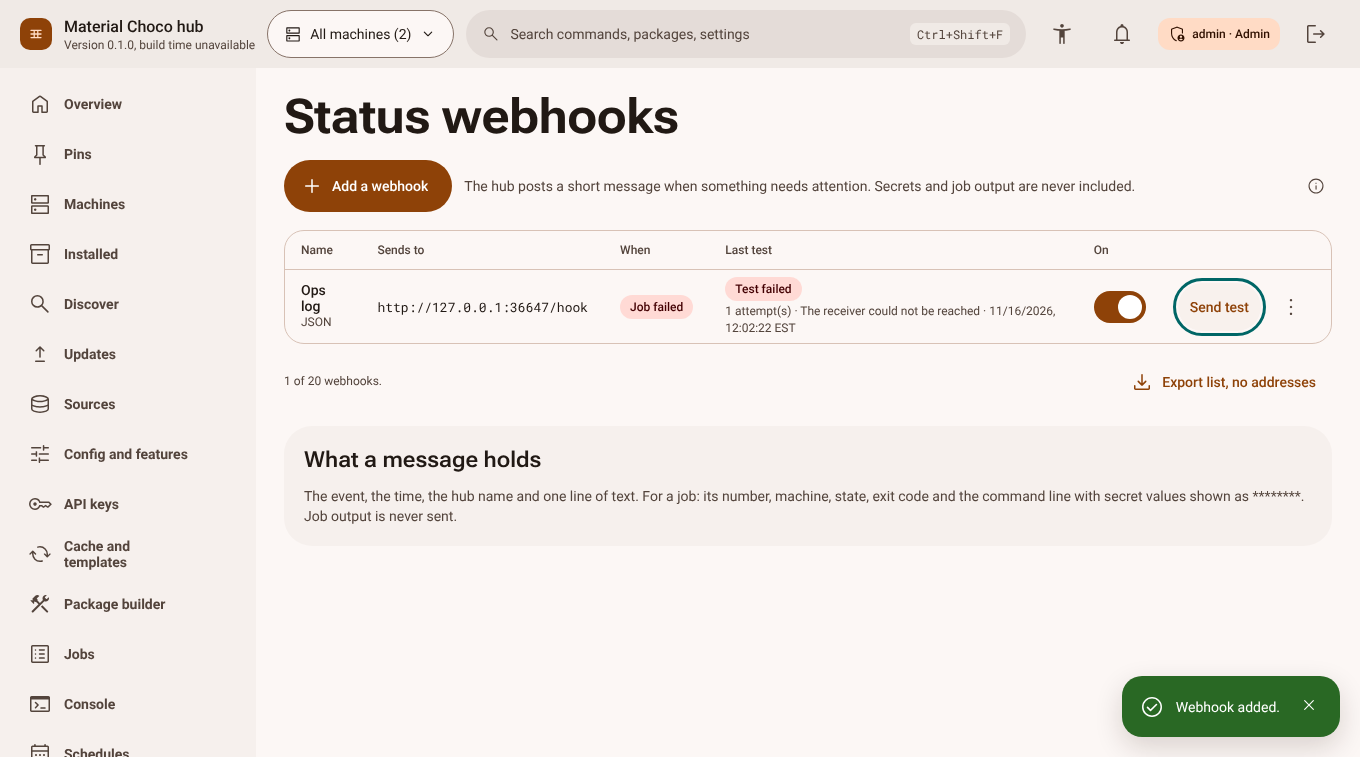 Material Choco hub
Version 0.1.0, build time unavailable
All machines (2)
Search commands, packages, settings
Ctrl+Shift+F
admin · Admin
Overview
Pins
Machines
Installed
Discover
Updates
Sources
Config and features
API keys
Cache and
templates
Package builder
Jobs
Console
Schedules
Status webhooks
Add a webhook
The hub posts a short message when something needs attention. Secrets and job output are never included.
Name
Sends to
When
Last test
On
Ops
log
JSON
http://127.0.0.1:36647/hook
Job failed
Test failed
1 attempt(s) · The receiver could not be reached · 11/16/2026,
12:02:22 EST
Send test
1 of 20 webhooks.
Export list, no addresses
What a message holds
The event, the time, the hub name and one line of text. For a job: its number, machine, state, exit code and the command line with secret values shown as ********.
Job output is never sent.
Webhook added.